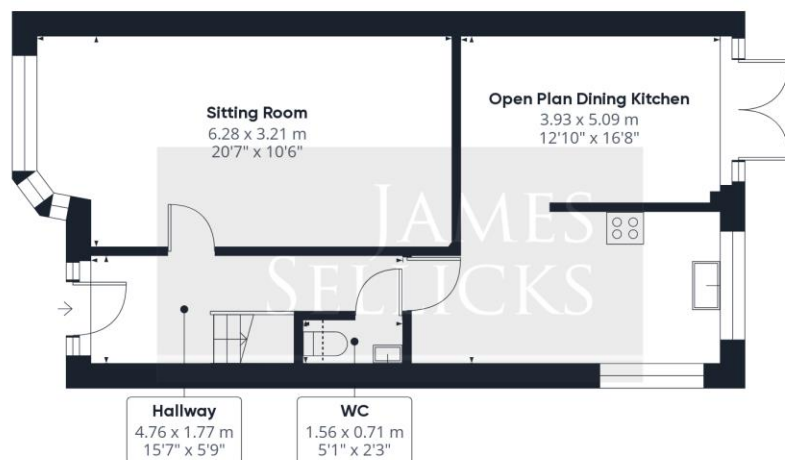 Sitting Room
6.28 x 3.21 m
20'7" x 10'6"
Open Plan Dining Kitchen
3.93 x 5.09 m
12'10" x 16'8"
JAMES
SELLICKS
Hallway
4.76 x 1.77 m
15'7" x 5'9"
WC
1.56 x 0.71 m
5'1" x 2'3"